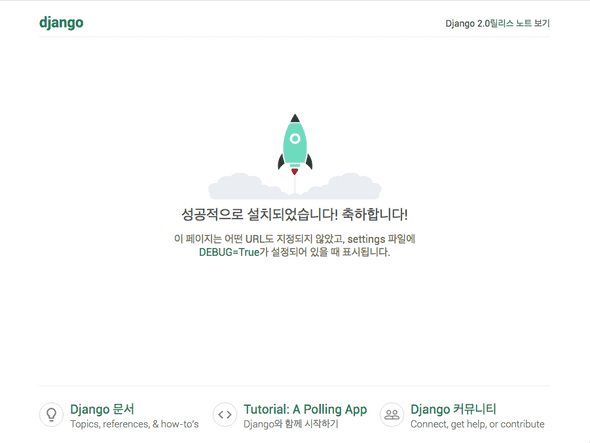 django
Django 2.0릴리스 노트 보기
성공적으로 설치되었습니다! 축하합니다!
이 페이지는 어떤 URL도 지정되지 않았고, settings 파일에
DEBUG=True가 설정되어 있을 때 표시됩니다.
Django 문서
Topics, references, & how-to's
Tutorial: A Polling App
Django와 함께 시작하기
Django 커뮤니티
Connect, get help, or contribute